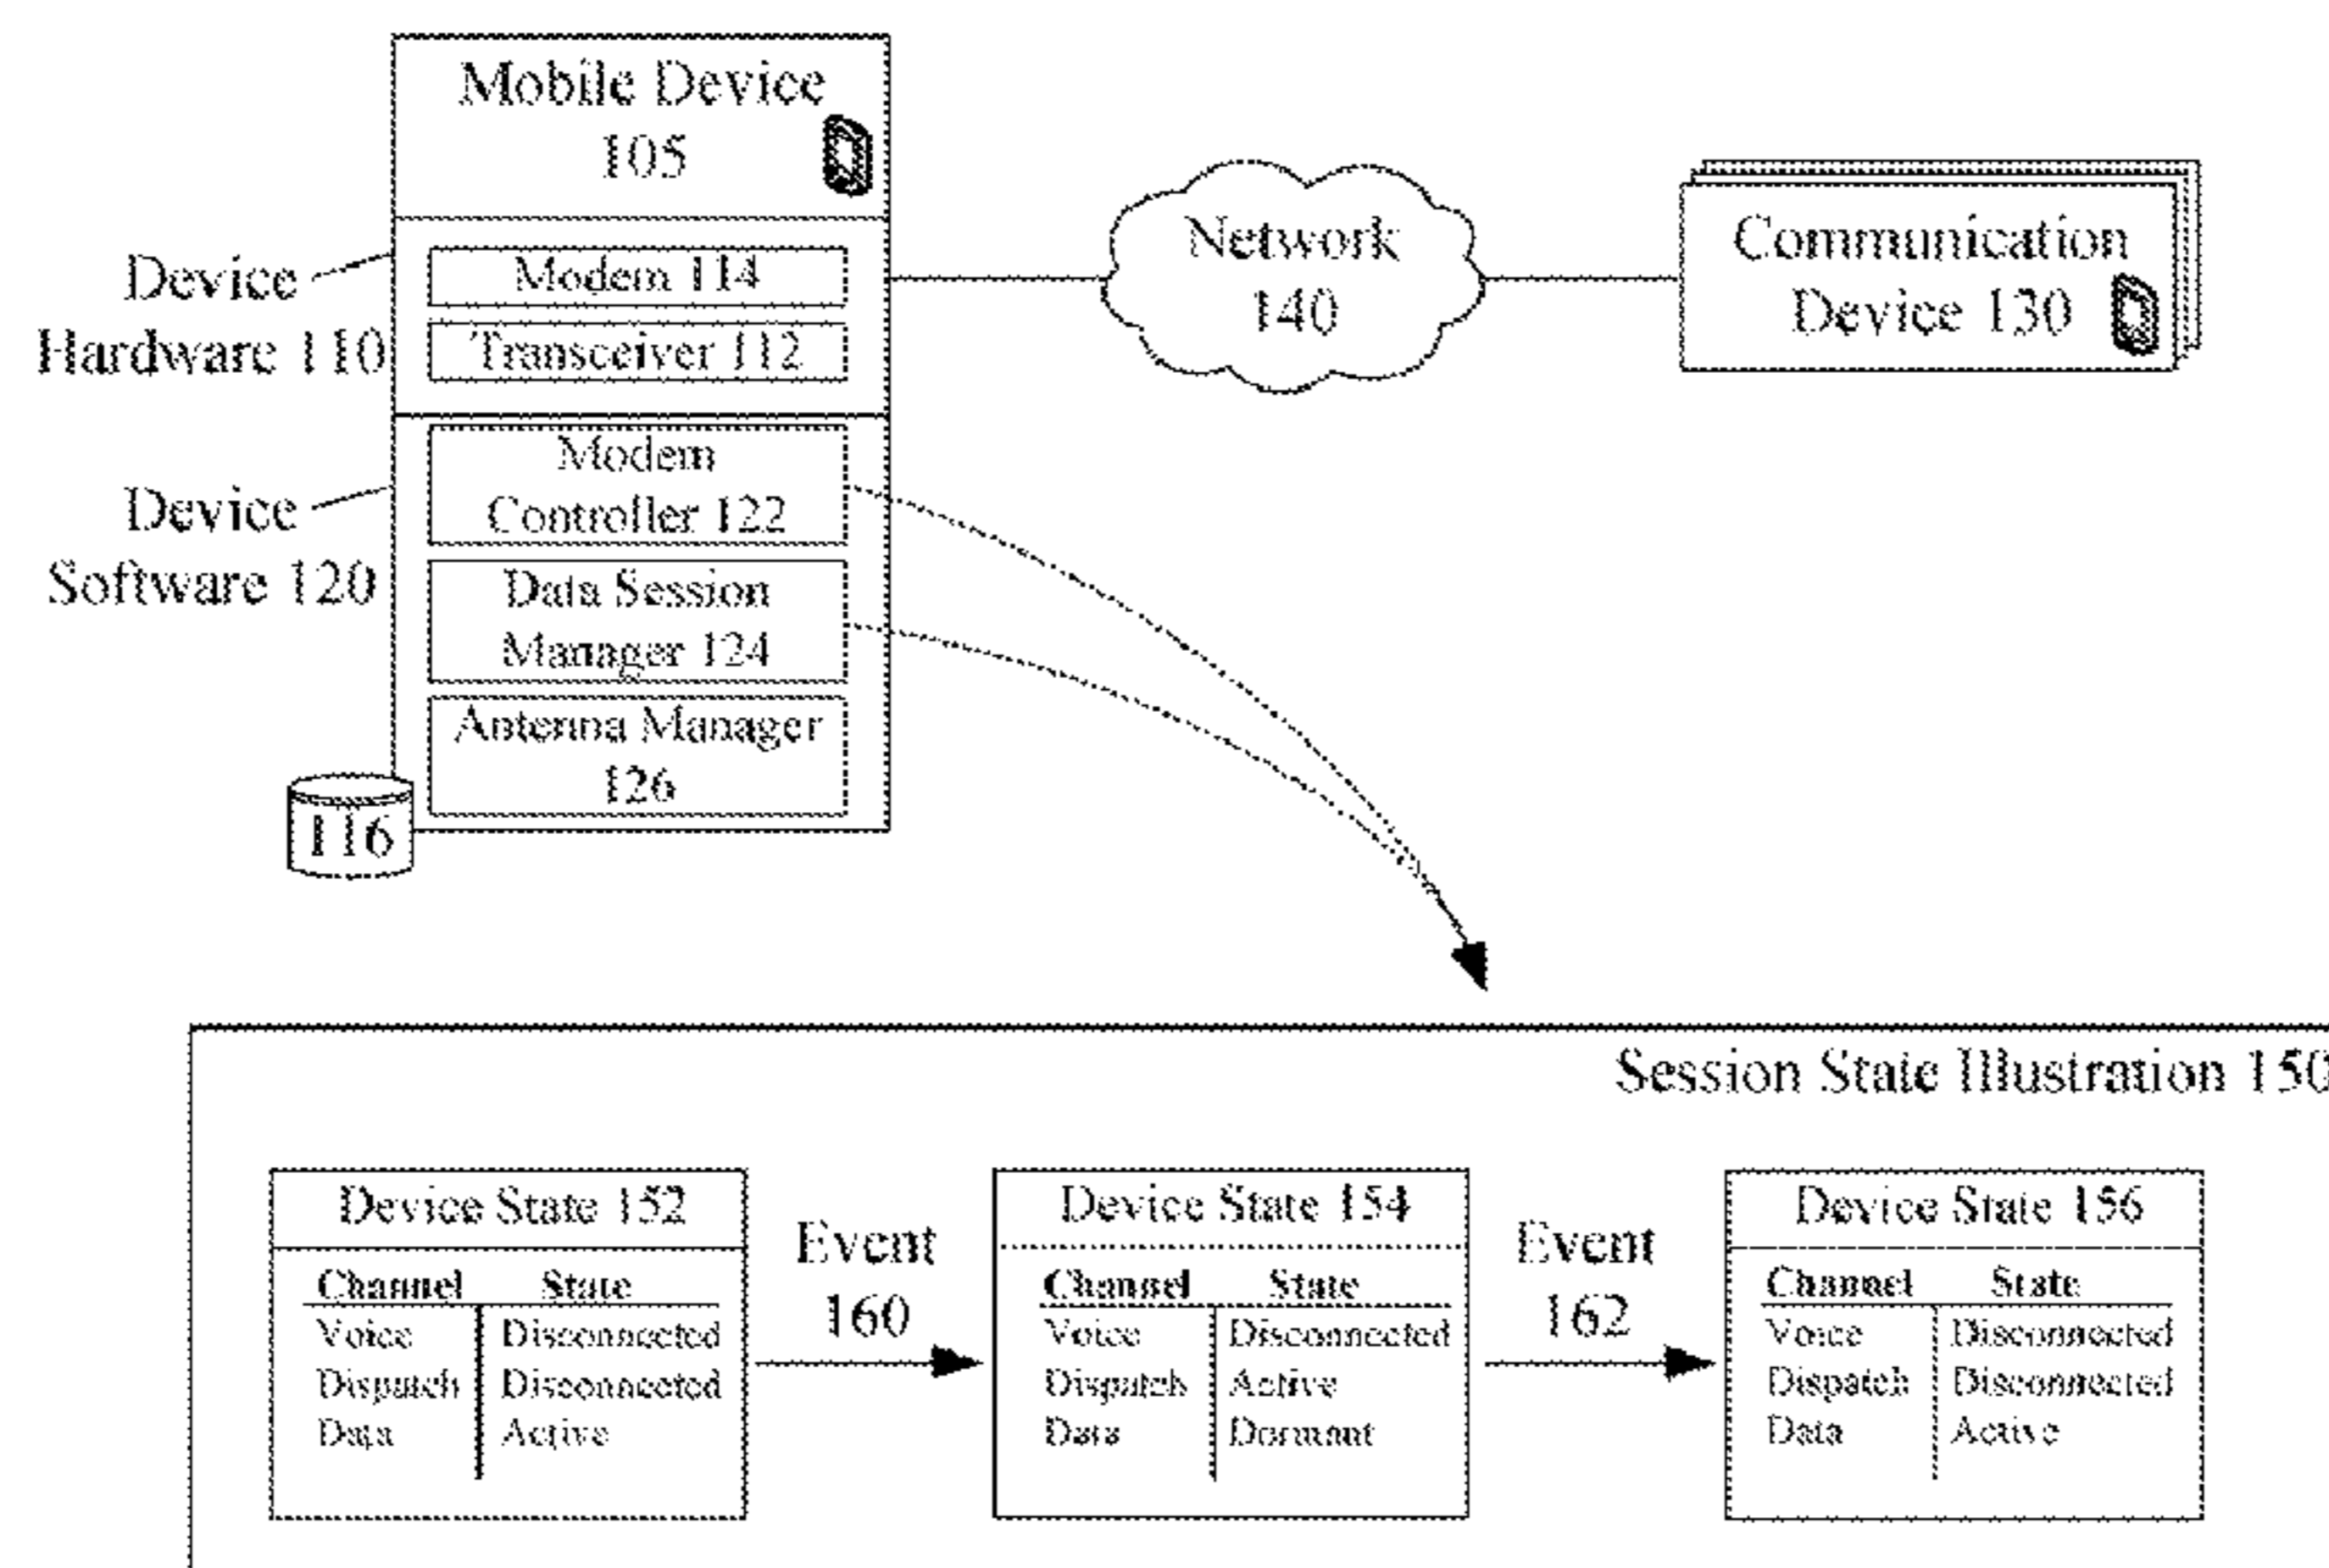 Mobile Device
105
Device
Hardware 110
Modem 114
Transceiver 112
Network
140
Communication
Device 130
Device
Software 120
Modem
Controller 122
Data Session
Manager 124
Antenna Manager
126
116
Session State Illustration 150
Device State 152
Channel State
Voice Disconnected
Dispatch Disconnected
Data Active
Event
160
Device State 154
Channel State
Voice Disconnected
Dispatch Active
Data Dormant
Event
162
Device State 156
Channel State
Voice Disconnected
Dispatch Disconnected
Data Active